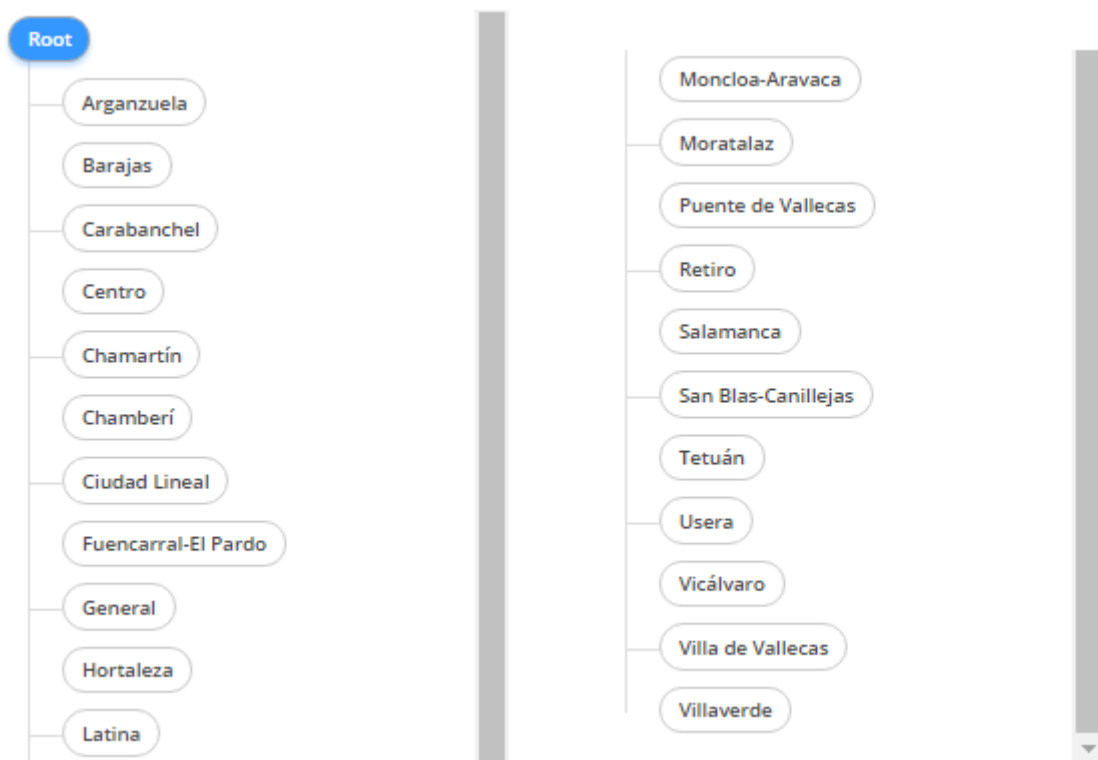 Root
Arganzuela
Barajas
Carabanchel
Centro
Chamartín
Chamberí
Ciudad Lineal
Fuencarral-El Pardo
General
Hortaleza
Latina
Moncloa-Aravaca
Moratalaz
Puente de Vallecas
Retiro
Salamanca
San Blas-Canillejas
Tetuán
Usera
Vicálvaro
Villa de Vallecas
Villaverde